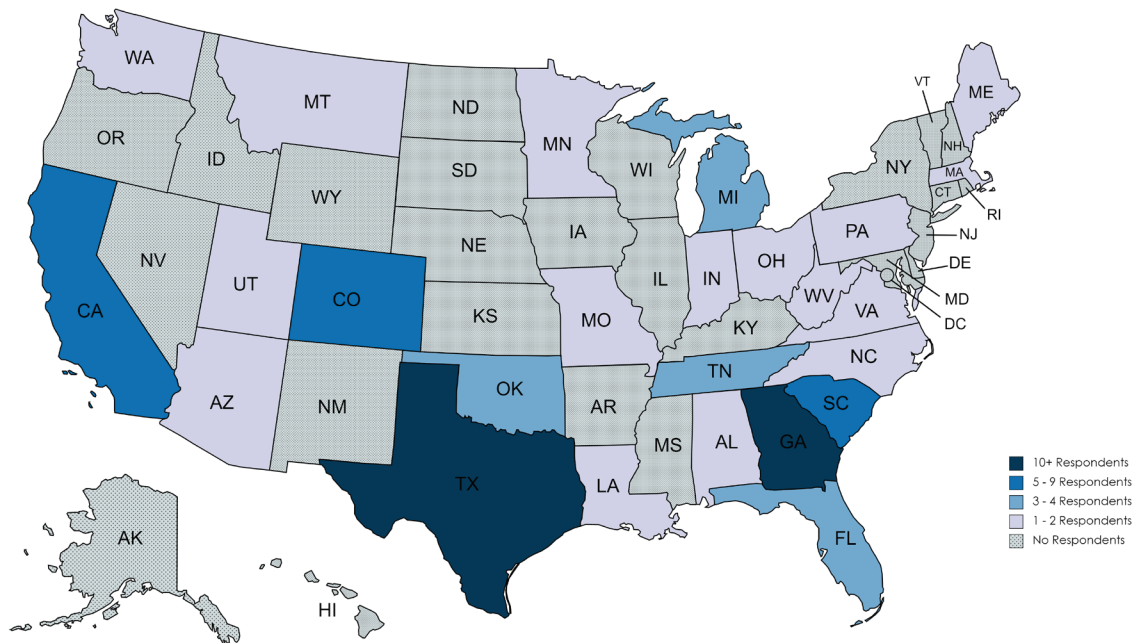 WA
MT
ND
MN
VT
ME
OR
ID
SD
WI
NH
NY
MA
WY
MI
CT
RI
NE
IA
PA
NJ
NV
UT
IL
IN
OH
DE
CA
CO
KS
MO
WV
VA
MD
KY
DC
NC
AZ
NM
OK
TN
AR
SC
MS
AL
GA
TX
LA
FL
AK
HI
10+ Respondents
5 - 9 Respondents
3 - 4 Respondents
1 - 2 Respondents
No Respondents